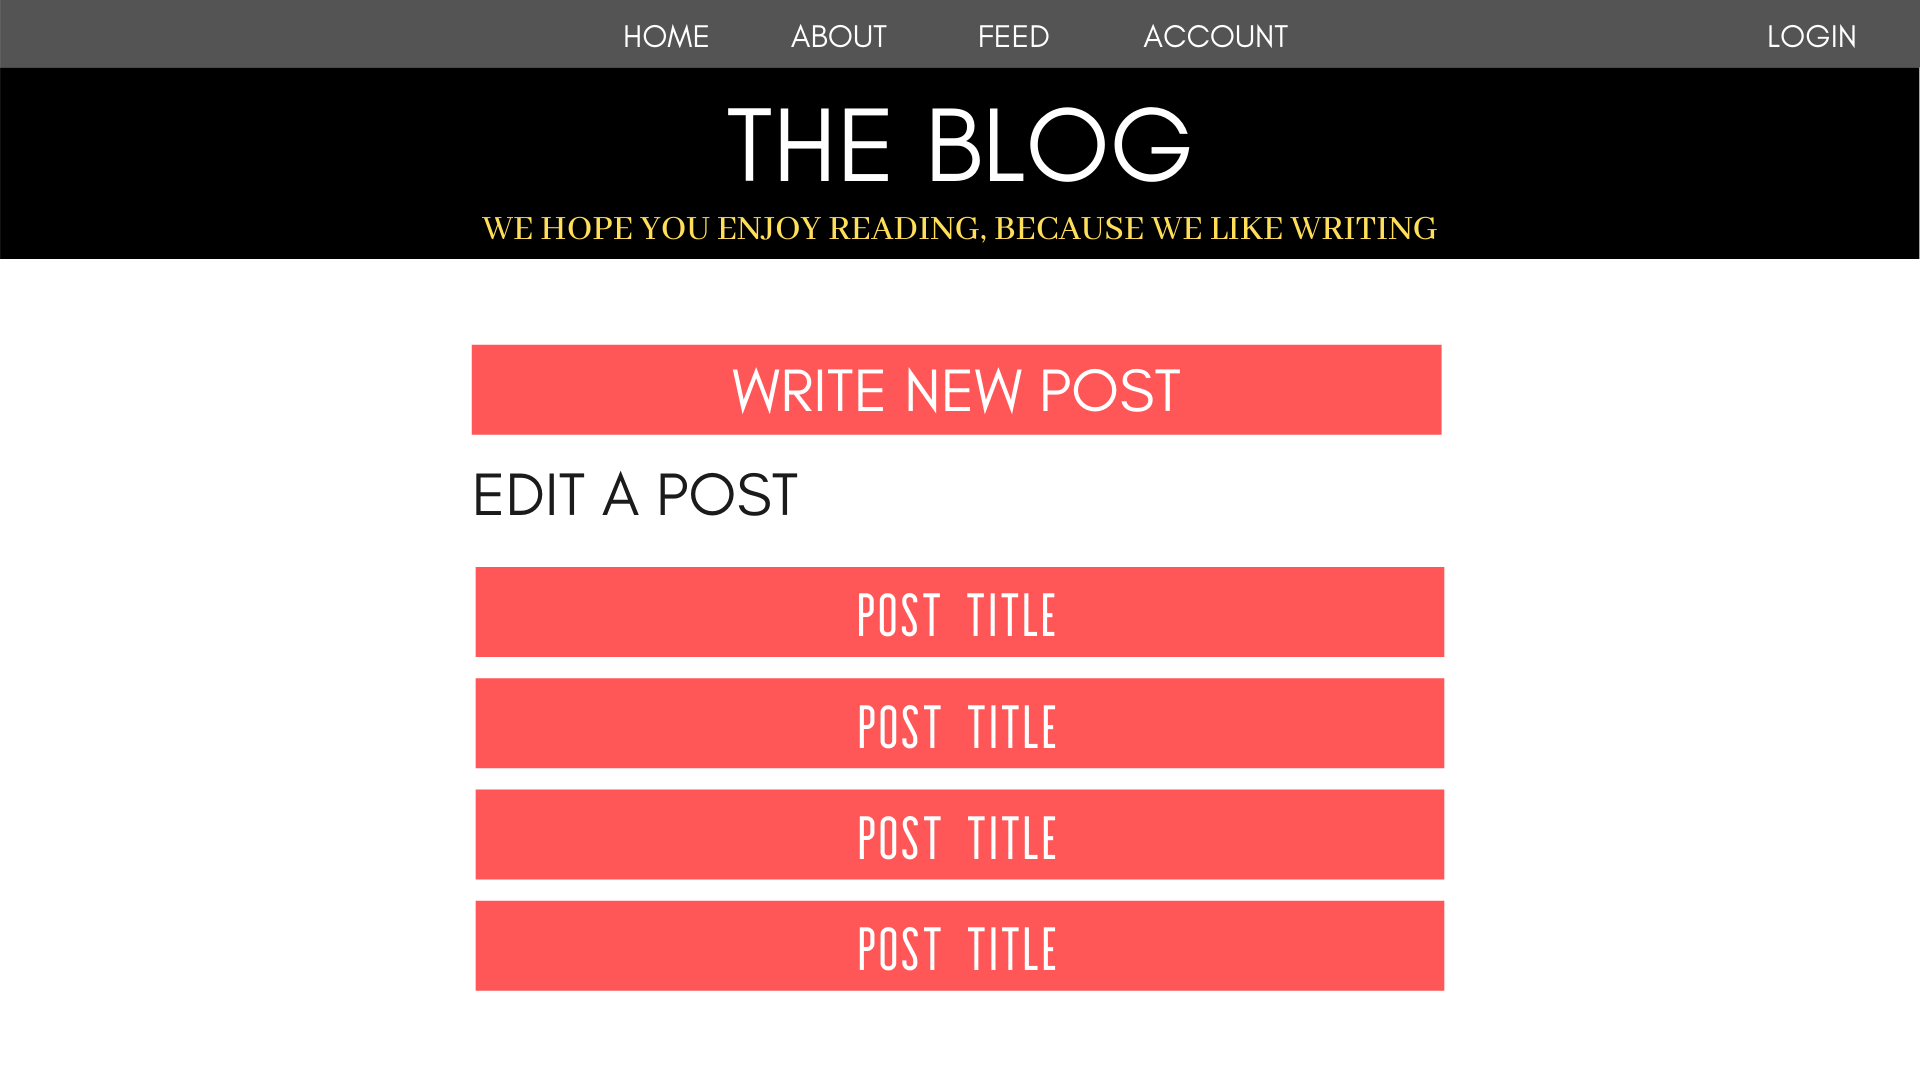 HOME ABOUT FEED ACCOUNT LOGIN
THE BLOG
WE HOPE YOU ENJOY READING, BECAUSE WE LIKE WRITING
WRITE NEW POST
EDIT A POST
POST TITLE
POST TITLE
POST TITLE
POST TITLE